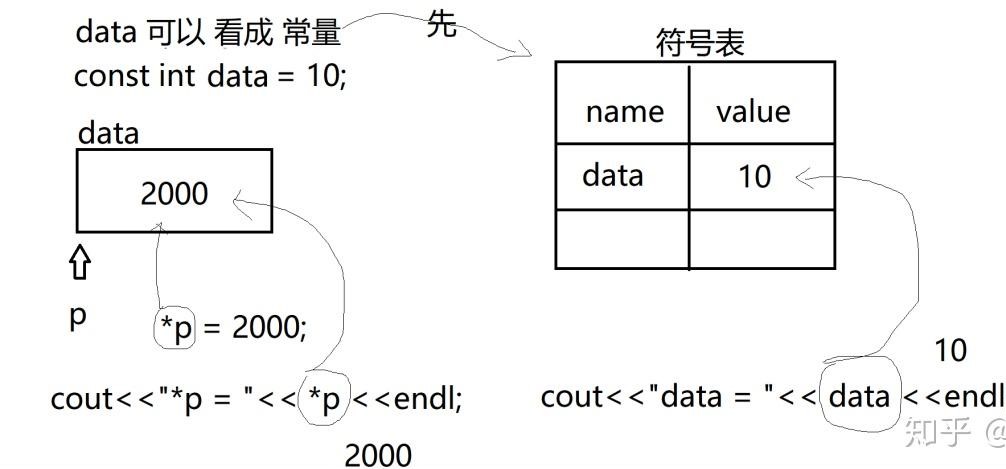 data 可以 看成 常量
先
const int data = 10;
符号表
name value
data 10
data
2000
p
*p = 2000;
cout<<"*p = "<< *p <<endl;
2000
10
cout<<"data = "<< data <<endl
知乎 @